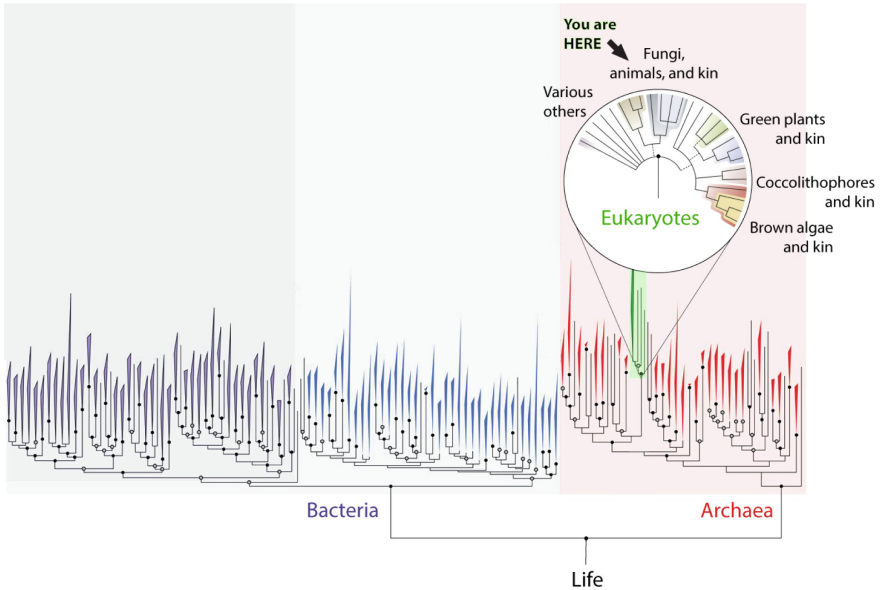 You are
HERE
Fungi,
animals, and kin
Various
others
Green plants
and kin
Coccolithophores
and kin
Eukaryotes
Brown algae
and kin
Bacteria
Archaea
Life